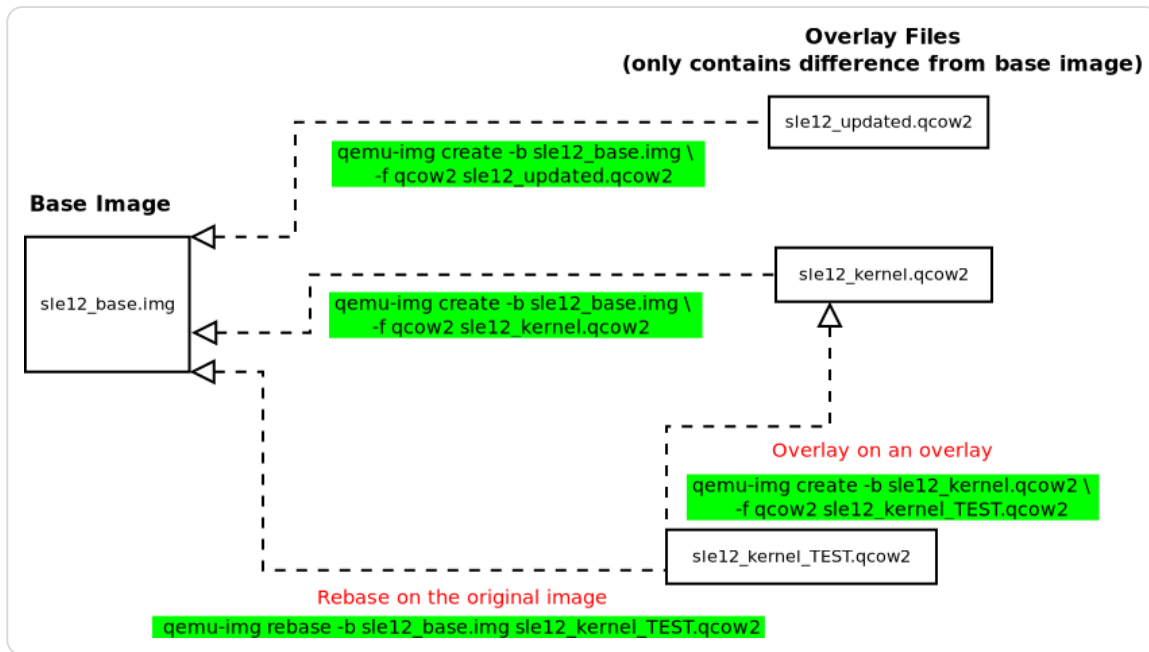 Overlay Files
(only contains difference from base image)
sle12_updated.qcow2
qemu-img create -b sle12_base.img \
-f qcow2 sle12_updated.qcow2
Base Image
sle12_base.img
sle12_kernel.qcow2
qemu-img create -b sle12_base.img \
-f qcow2 sle12_kernel.qcow2
Overlay on an overlay
qemu-img create -b sle12_kernel.qcow2 \
-f qcow2 sle12_kernel_TEST.qcow2
sle12_kernel_TEST.qcow2
Rebase on the original image
qemu-img rebase -b sle12_base.img sle12_kernel_TEST.qcow2